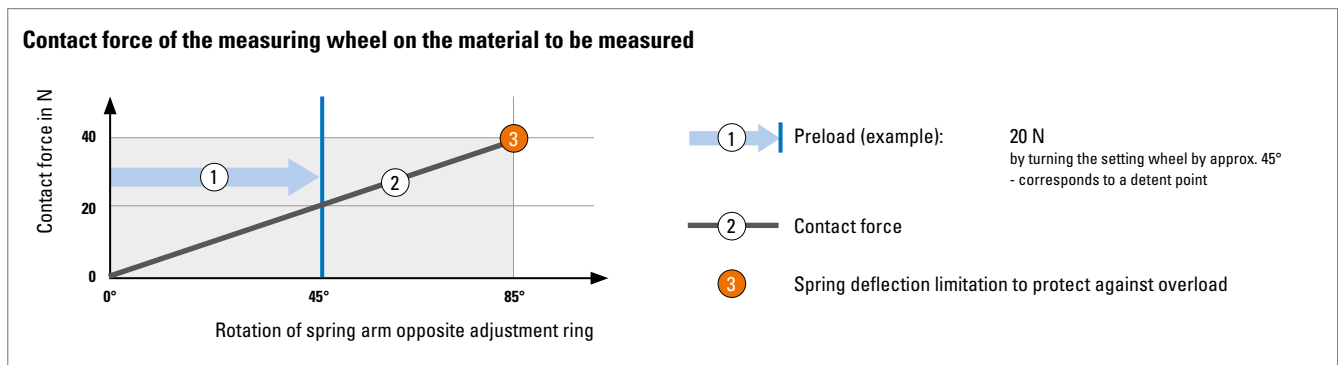 Contact force of the measuring wheel on the material to be measured
Contact force in N
40
20
0
0°
45°
85°
1
2
3
Rotation of spring arm opposite adjustment ring
1
Preload (example):
20 N
by turning the setting wheel by approx. 45°
- corresponds to a detent point
2
Contact force
3
Spring deflection limitation to protect against overload